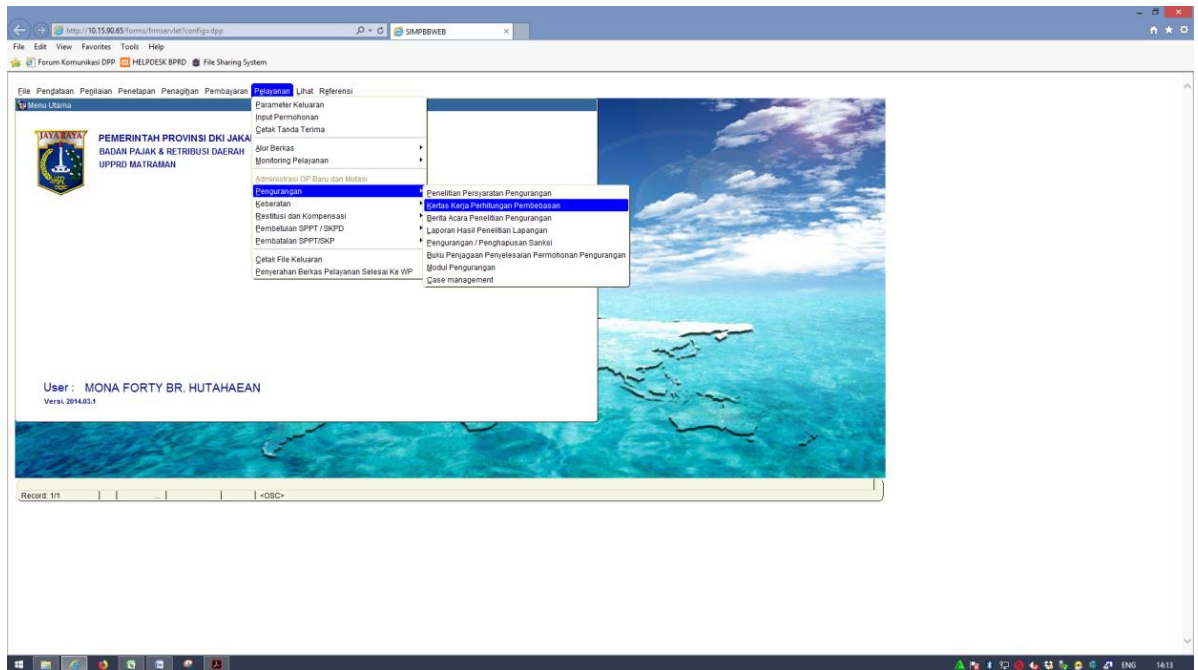 http://10.15.90.65/forms/frmservlet?config=dpp
SIMPBBWEB
File Edit View Favorites Tools Help
Forum Komunikasi DPP HELPDESK BPRD File Sharing System
File Pendataan Penilaian Penetapan Penagihan Pembayaran Pelayanan Lihat Referensi
Menu Utama
JAYA RAYA
PEMERINTAH PROVINSI DKI JAKA
BADAN PAJAK & RETRIBUSI DAERAH
UPPRD MATRAMAN
Parameter Keluaran
Input Permohonan
Cetak Tanda Terima
Alur Berkas
Monitoring Pelayanan
Administrasi OP Baru dan Mutasi
Pengurangan
Keberatan
Restitusi dan Kompensasi
Pembetulan SPPT / SKPD
Pembatalan SPPT/SKP
Cetak File Keluaran
Penyerahan Berkas Pelayanan Selesai Ke WP
Penelitian Persyaratan Pengurangan
Kertas Kerja Perhitungan Pembebasan
Berita Acara Penelitian Pengurangan
Laporan Hasil Penelitian Lapangan
Pengurangan / Penghapusan Sanksi
Buku Penjagaan Penyelesaian Permohonan Pengurangan
Modul Pengurangan
Case management
User : MONA FORTY BR. HUTAHAEAN
Versi. 2014.03.1
Record: 1/1 ... <OSC>
ENG 14:13